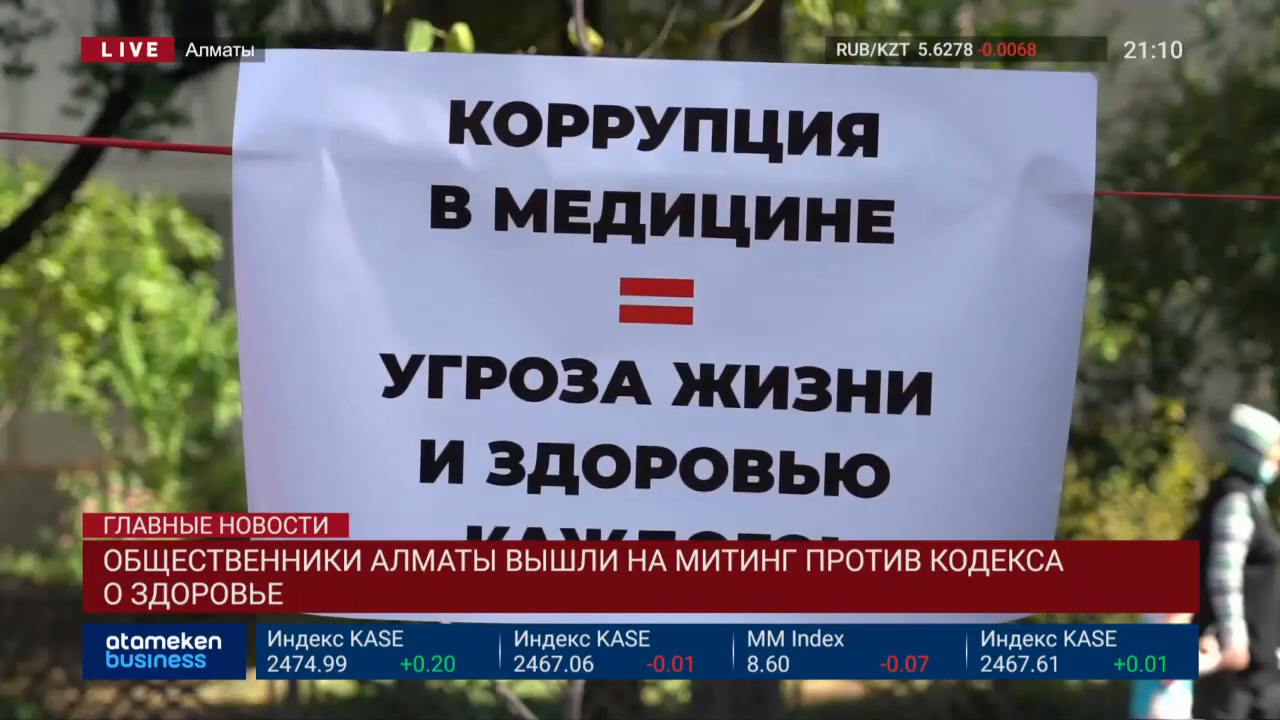 LIVE Алматы
RUB/KZT 5.6278 -0.0068
21:10
КОРРУПЦИЯ
В МЕДИЦИНЕ
=
УГРОЗА ЖИЗНИ
И ЗДОРОВЬЮ
ГЛАВНЫЕ НОВОСТИ
ОБЩЕСТВЕННИКИ АЛМАТЫ ВЫШЛИ НА МИТИНГ ПРОТИВ КОДЕКСА
О ЗДОРОВЬЕ
atameken
business
Индекс KASE
2474.99 +0.20
Индекс KASE
2467.06 -0.01
MM Index
8.60 -0.07
Индекс KASE
2467.61 +0.01